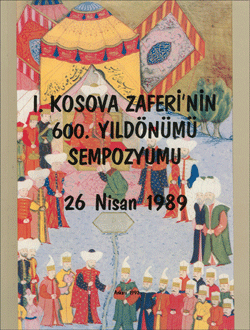 I. KOSOVA ZAFERİ'NİN
600. YILDÖNÜMÜ
SEMPOZYUMU
26 Nisan 1989